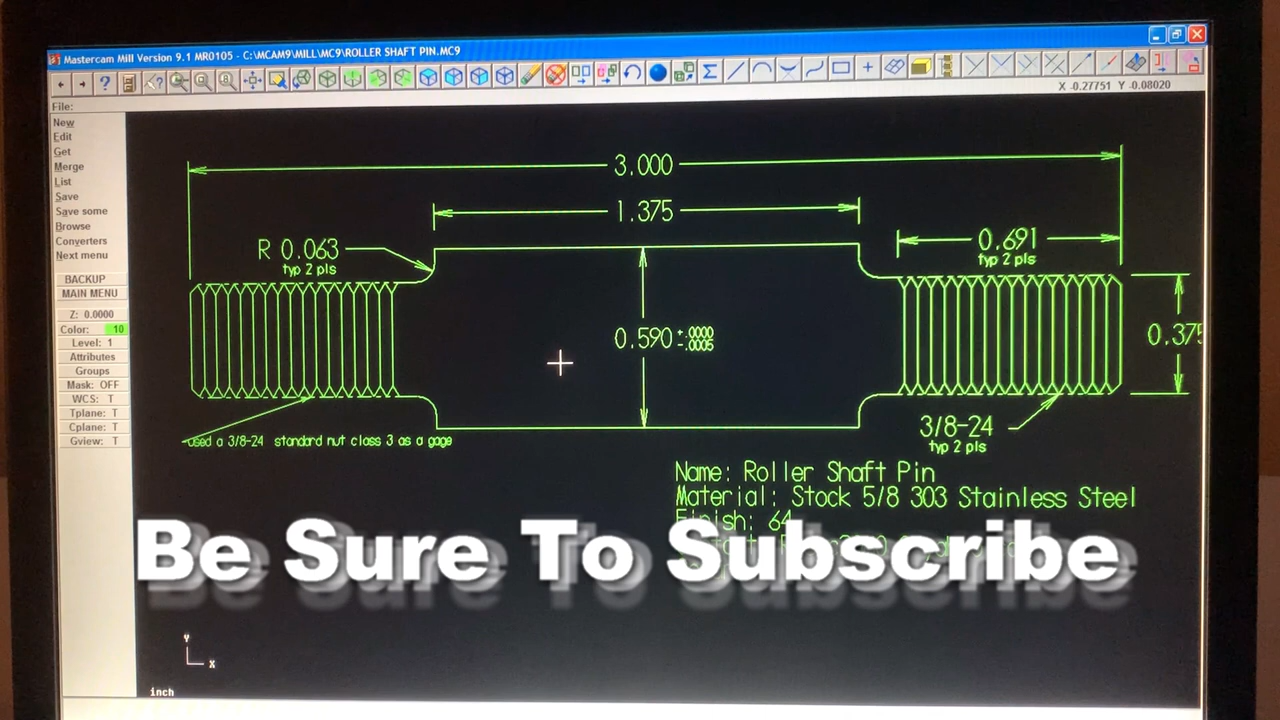 Mastercam Mill Version 9.1 MR0105 - C:\MCAM9\MILL\MC9\ROLLER SHAFT PIN.MC9
X -0.27751 Y -0.08020
File:
New
Edit
Get
Merge
List
Save
Save some
Browse
Converters
Next menu
BACKUP
MAIN MENU
Z: 0.0000
Color: 10
Level: 1
Attributes
Groups
Mask: OFF
WCS: T
Tplane: T
Cplane: T
Gview: T
3.000
1.375
R 0.063
typ 2 pls
0.691
typ 2 pls
0.590 +.0000
-.0005
0.375
used a 3/8-24 standard nut class 3 as a gage
3/8-24
typ 2 pls
Name: Roller Shaft Pin
Material: Stock 5/8 303 Stainless Steel
Finish: 64
Be Sure To Subscribe
Y
X
inch